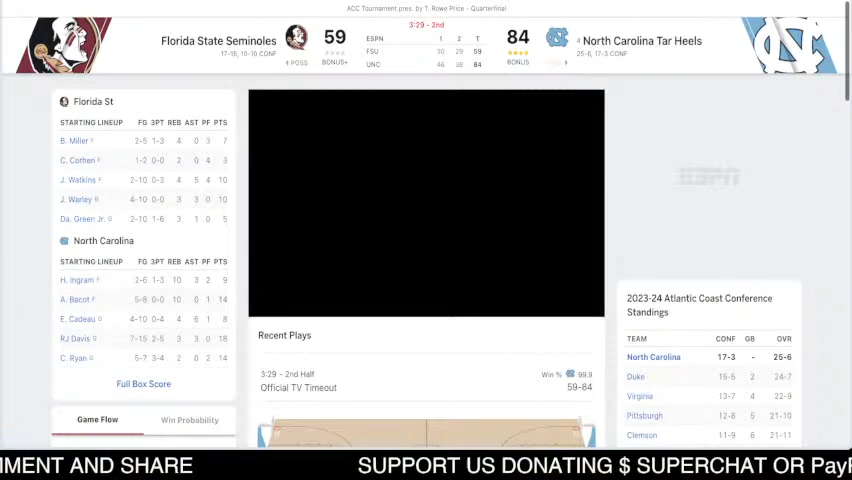 ACC Tournament pres. by T. Rowe Price - Quarterfinal
3:29 - 2nd
Florida State Seminoles
17-15, 10-10 CONF
59
POSS
BONUS+
ESPN 1 2 T
FSU 30 29 59
UNC 46 38 84
84
BONUS
4 North Carolina Tar Heels
25-6, 17-3 CONF
Florida St
STARTING LINEUP FG 3PT REB AST PF PTS
B. Miller F 2-5 1-3 4 0 3 7
C. Corhen F 1-2 0-0 2 0 4 3
J. Watkins F 2-10 0-3 4 5 4 10
J. Warley G 4-10 0-0 3 3 0 10
Da. Green Jr. G 2-10 1-6 3 1 0 5
North Carolina
STARTING LINEUP FG 3PT REB AST PF PTS
H. Ingram F 2-6 1-3 10 3 2 9
A. Bacot F 5-8 0-0 10 0 1 14
E. Cadeau G 4-10 0-4 4 6 1 8
RJ Davis G 7-15 2-5 3 3 0 18
C. Ryan G 5-7 3-4 2 0 2 14
Full Box Score
Game Flow
Win Probability
Recent Plays
3:29 - 2nd Half
Win % 99.9
Official TV Timeout
59-84
ESPN
2023-24 Atlantic Coast Conference
Standings
TEAM CONF GB OVR
North Carolina 17-3 - 25-6
Duke 15-5 2 24-7
Virginia 13-7 4 22-9
Pittsburgh 12-8 5 21-10
Clemson 11-9 6 21-11
MMENT AND SHARE
SUPPORT US DONATING $ SUPERCHAT OR PayP